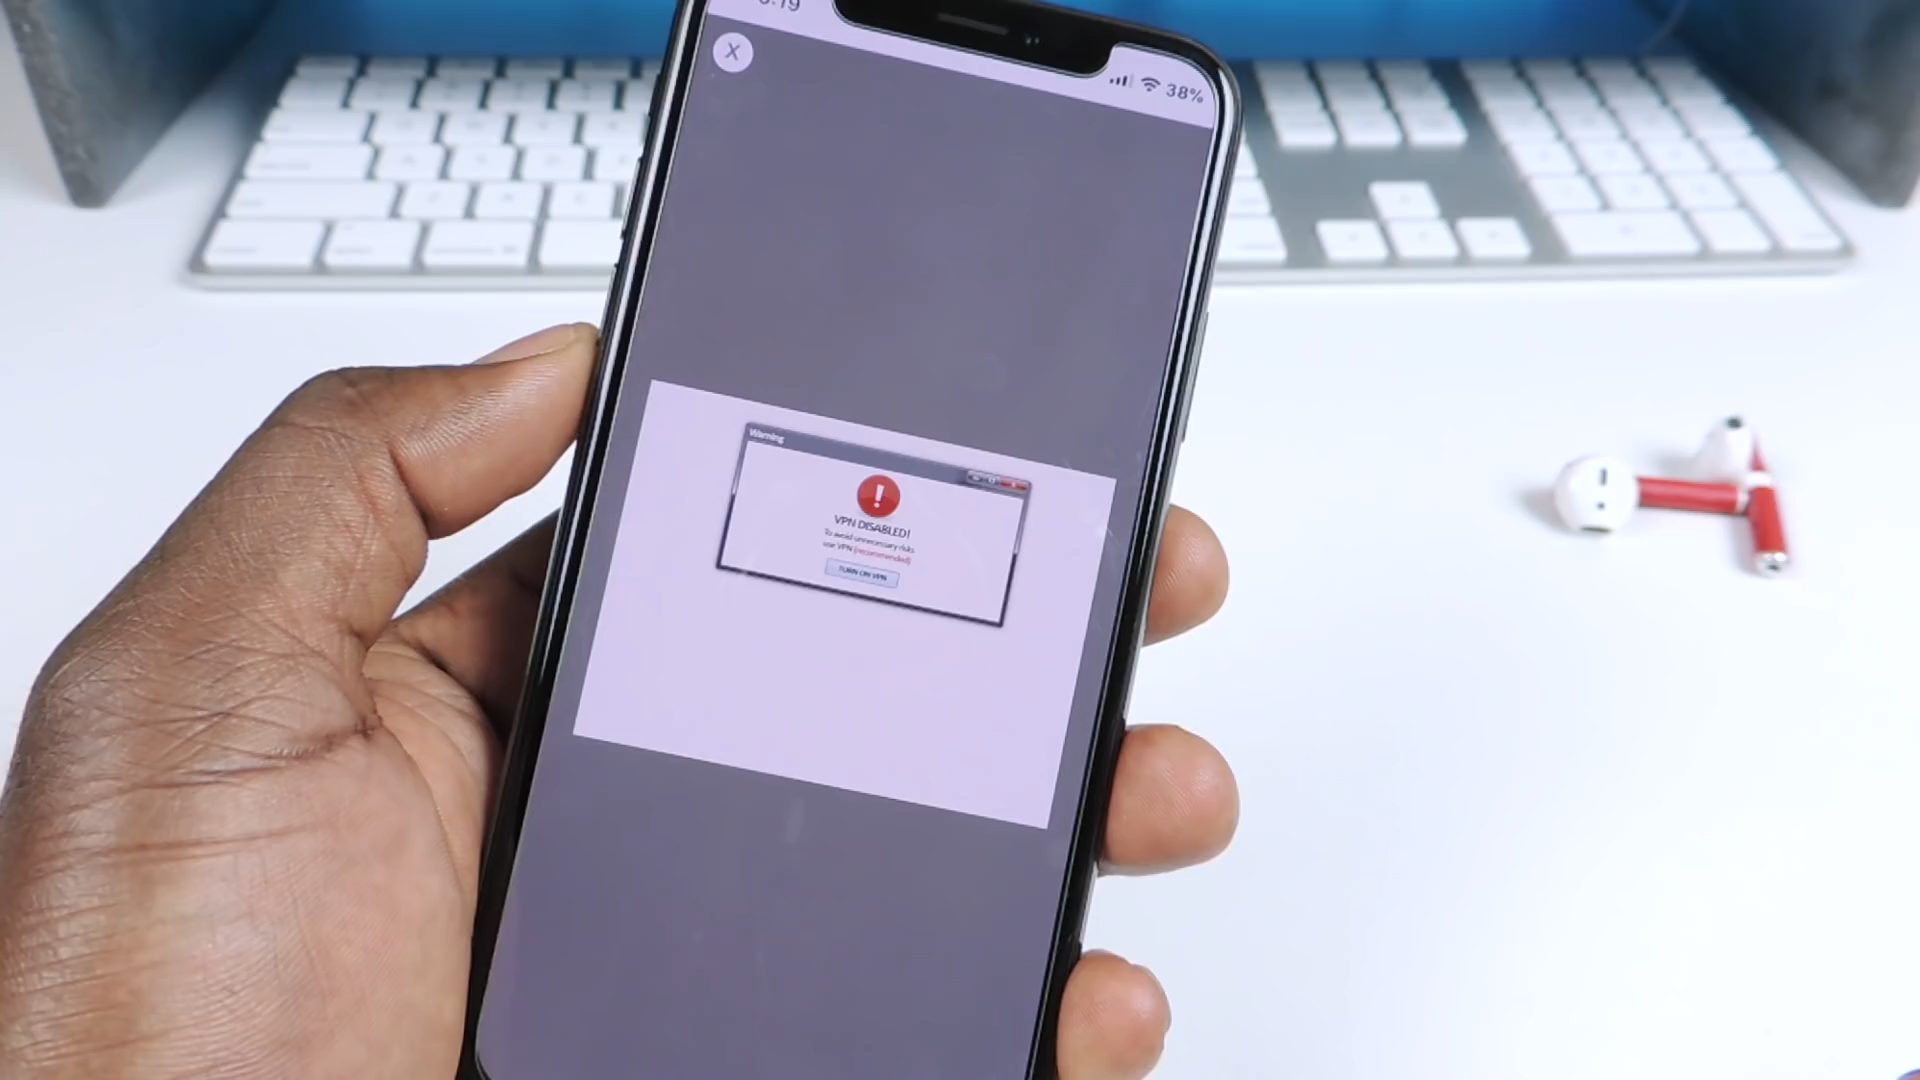 X
38%
Warning
VPN DISABLED!
To avoid unnecessary risks
use VPN (recommended)
TURN ON VPN